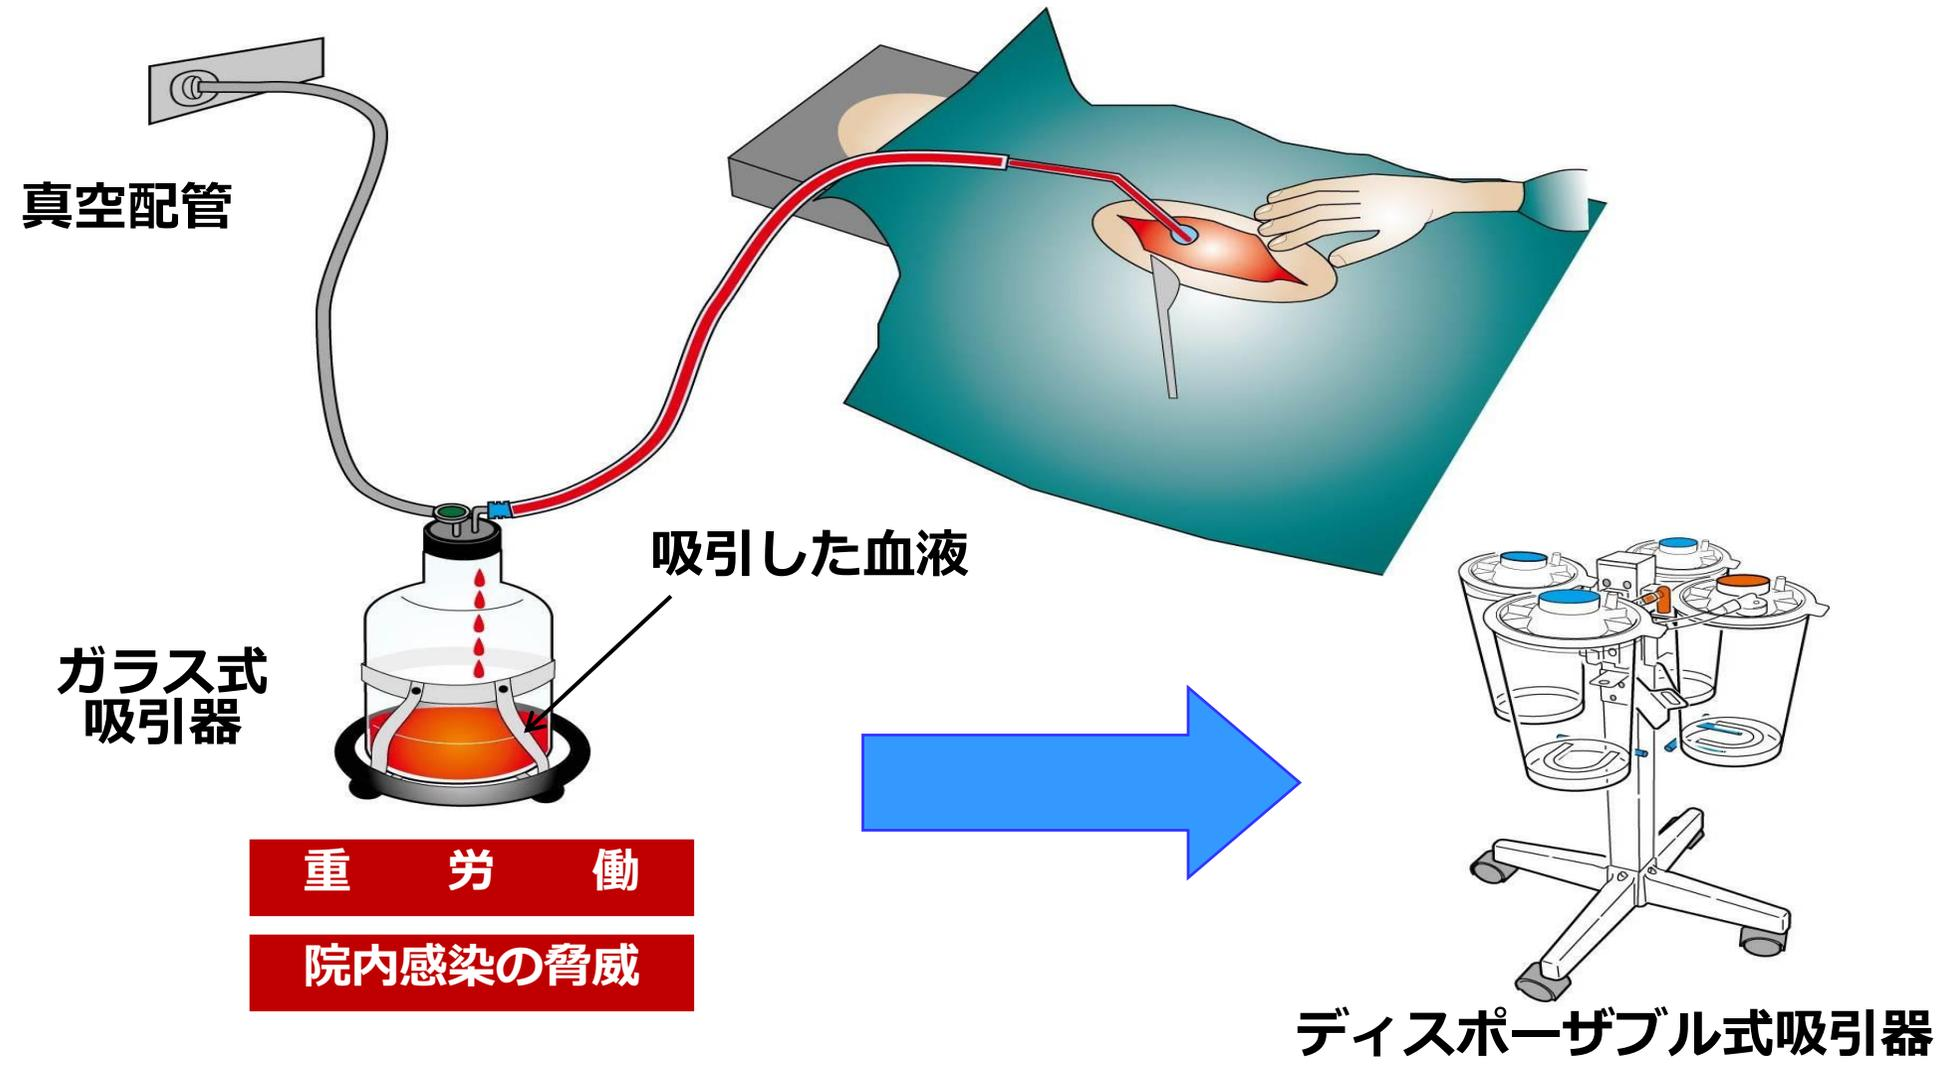 真空配管
吸引した血液
ガラス式
吸引器
重労働
院内感染の脅威
ディスポーザブル式吸引器